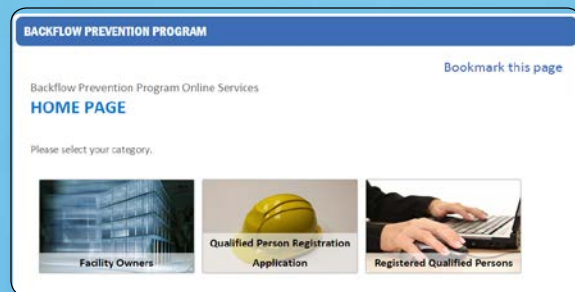 BACKFLOW PREVENTION PROGRAM
Bookmark this page
Backflow Prevention Program Online Services
HOME PAGE
Please select your category.
Facility Owners
Qualified Person Registration
Application
Registered Qualified Persons